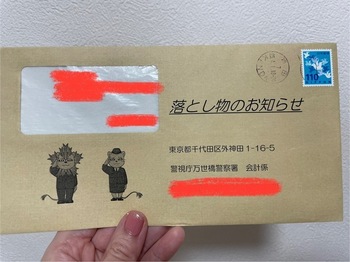 落とし物のお知らせ
110
東京都千代田区外神田1-16-5
警視庁万世橋警察署 会計係